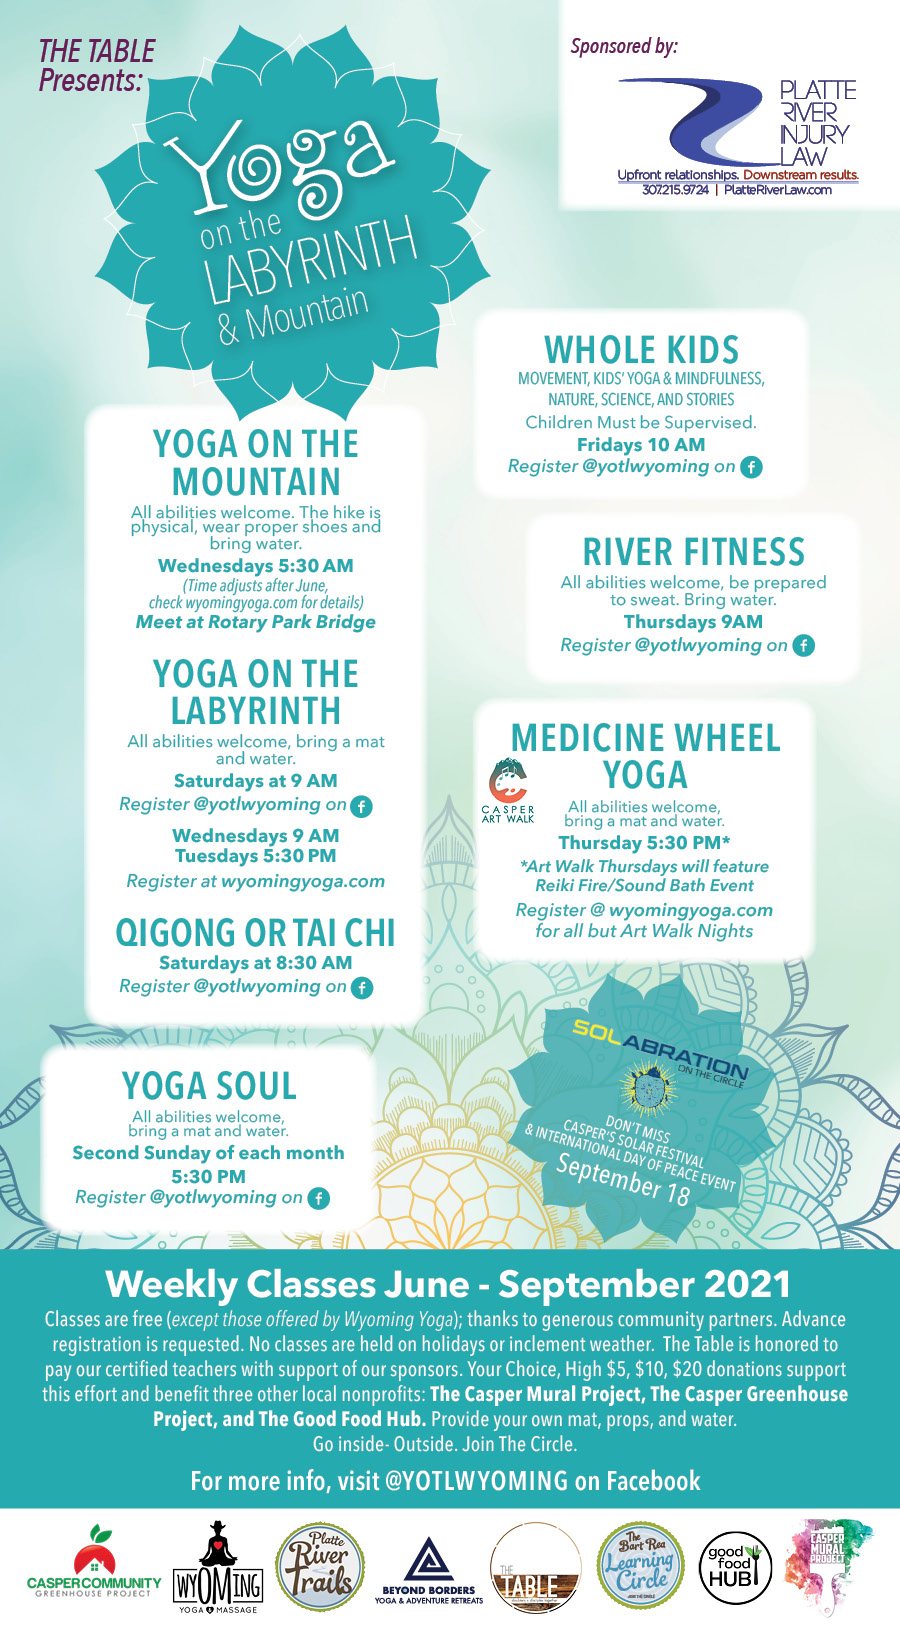 THE TABLE
Presents:
Yoga
on the
LABYRINTH
& Mountain
Sponsored by:
PLATTE
RIVER
INJURY
LAW
Upfront relationships. Downstream results.
307.215.9724 | PlatteRiverLaw.com
WHOLE KIDS
MOVEMENT, KIDS' YOGA & MINDFULNESS,
NATURE, SCIENCE, AND STORIES
Children Must be Supervised.
Fridays 10 AM
Register @yotlwyoming on f
YOGA ON THE
MOUNTAIN
All abilities welcome. The hike is
physical, wear proper shoes and
bring water.
Wednesdays 5:30 AM
(Time adjusts after June,
check wyomingyoga.com for details)
Meet at Rotary Park Bridge
YOGA ON THE
LABYRINTH
All abilities welcome, bring a mat
and water.
Saturdays at 9 AM
Register @yotlwyoming on f
Wednesdays 9 AM
Tuesdays 5:30 PM
Register at wyomingyoga.com
QIGONG OR TAI CHI
Saturdays at 8:30 AM
Register @yotlwyoming on f
RIVER FITNESS
All abilities welcome, be prepared
to sweat. Bring water.
Thursdays 9AM
Register @yotlwyoming on f
MEDICINE WHEEL
YOGA
CASPER
ART WALK
All abilities welcome,
bring a mat and water.
Thursday 5:30 PM*
*Art Walk Thursdays will feature
Reiki Fire/Sound Bath Event
Register @ wyomingyoga.com
for all but Art Walk Nights
YOGA SOUL
All abilities welcome,
bring a mat and water.
Second Sunday of each month
5:30 PM
Register @yotlwyoming on f
SOLABRATION
ON THE CIRCLE
DON'T MISS
CASPER'S SOLAR FESTIVAL
& INTERNATIONAL DAY OF PEACE EVENT
September 18
Weekly Classes June - September 2021
Classes are free (except those offered by Wyoming Yoga); thanks to generous community partners. Advance
registration is requested. No classes are held on holidays or inclement weather. The Table is honored to
pay our certified teachers with support of our sponsors. Your Choice, High $5, $10, $20 donations support
this effort and benefit three other local nonprofits: The Casper Mural Project, The Casper Greenhouse
Project, and The Good Food Hub. Provide your own mat, props, and water.
Go inside- Outside. Join The Circle.
For more info, visit @YOTLWYOMING on Facebook
CASPER COMMUNITY
GREENHOUSE PROJECT
WYOMING
YOGA & MASSAGE
Platte
River
Trails
BEYOND BORDERS
YOGA & ADVENTURE RETREATS
THE
TABLE
The
Bart Rea
Learning
Circle
good
food
HUB
CASPER
MURAL
PROJECT